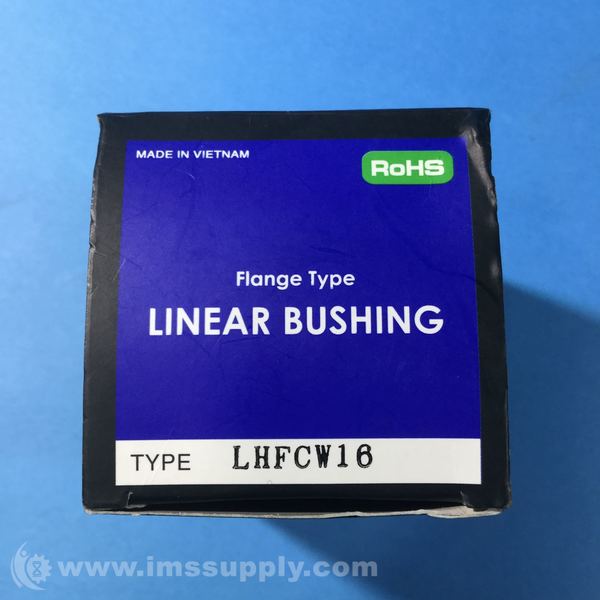 MADE IN VIETNAM
RoHS
Flange Type
LINEAR BUSHING
TYPE LHFCW16
www.imssupply.com